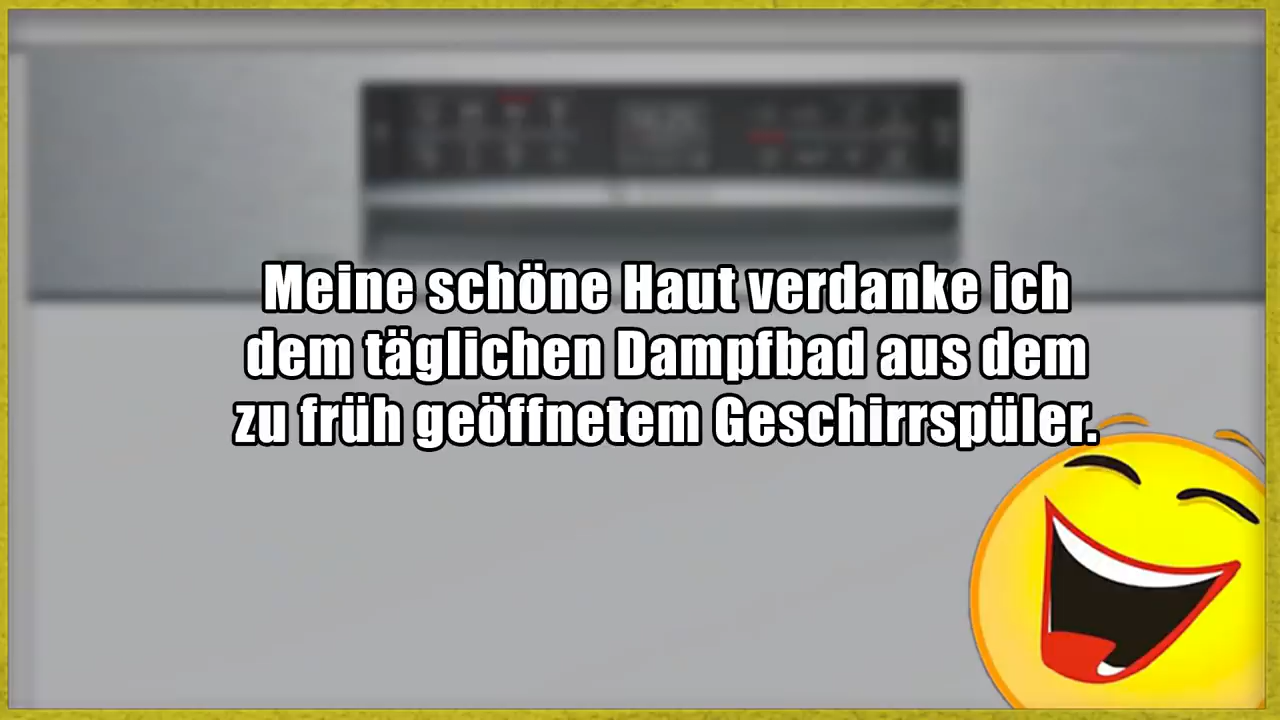 Meine schöne Haut verdanke ich
dem täglichen Dampfbad aus dem
zu früh geöffnetem Geschirrspüler.